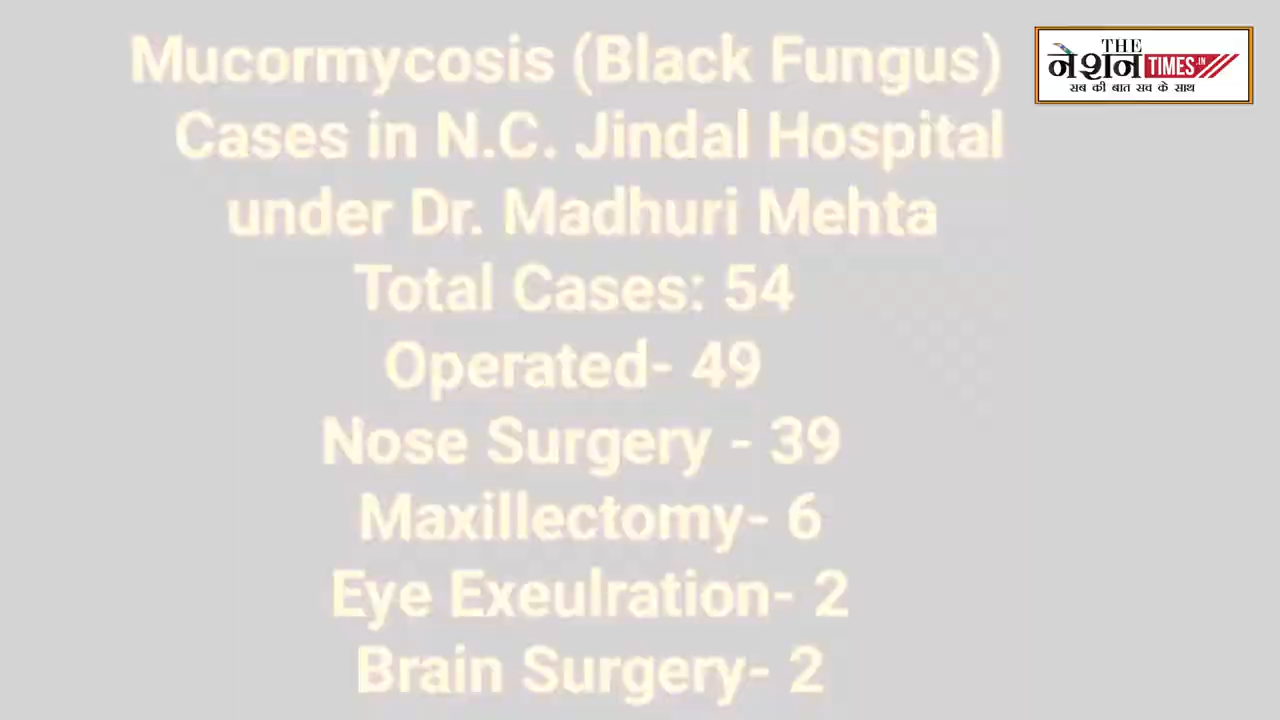 Mucormycosis (Black Fungus)
Cases in N.C. Jindal Hospital
under Dr. Madhuri Mehta
Total Cases: 54
Operated- 49
Nose Surgery - 39
Maxillectomy- 6
Eye Exeulration- 2
Brain Surgery- 2
THE
नेशन TIMES.IN
सब की बात सच के साथ